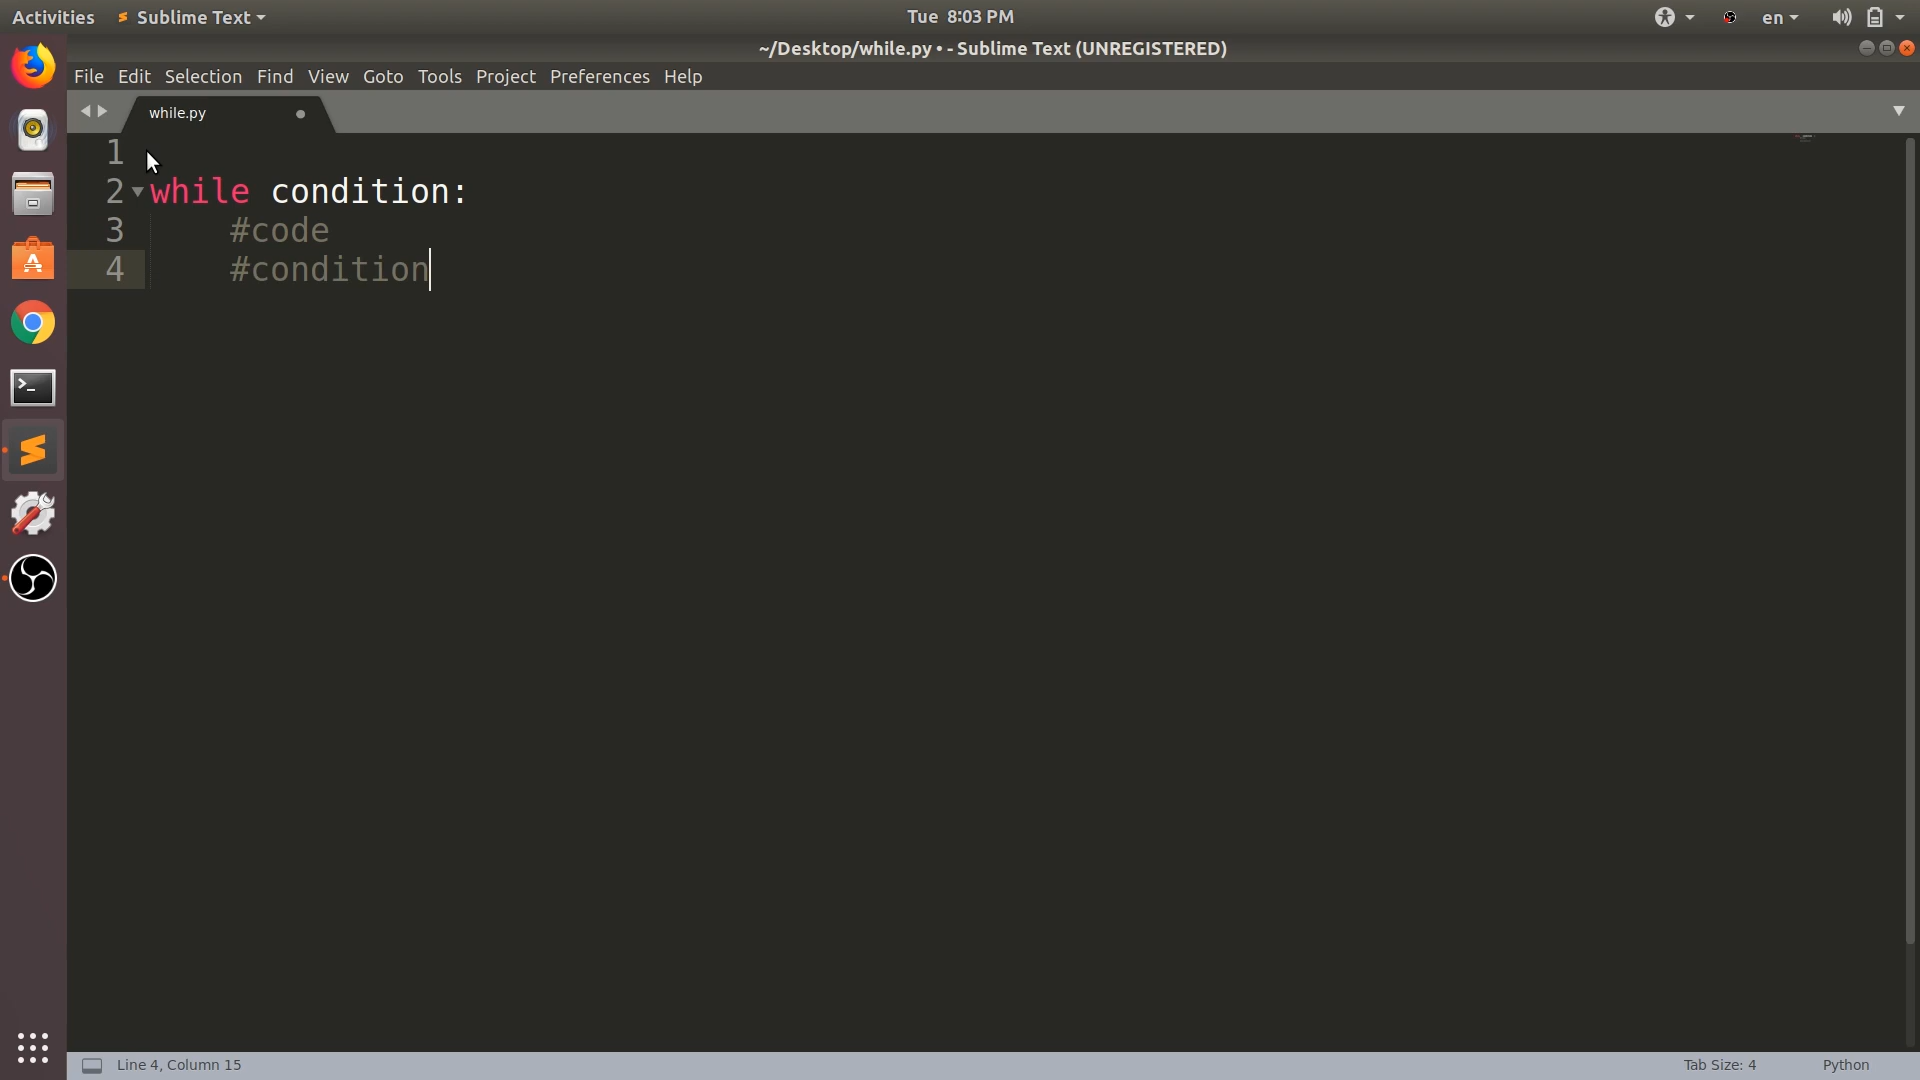 Activities Sublime Text Tue 8:03 PM en
~/Desktop/while.py • - Sublime Text (UNREGISTERED)
File Edit Selection Find View Goto Tools Project Preferences Help
while.py
1
2 while condition:
3 #code
4 #condition
Line 4, Column 15 Tab Size: 4 Python